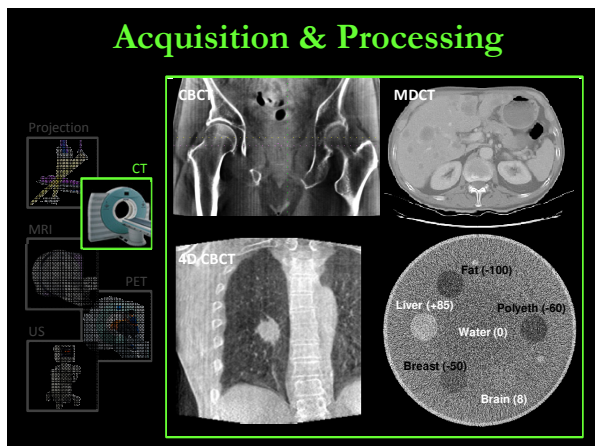 Acquisition & Processing
Projection
CT
MRI
PET
US
CBCT
MDCT
4D CBCT
Fat (-100)
Liver (+85)
Polyeth (-60)
Water (0)
Breast (-50)
Brain (8)